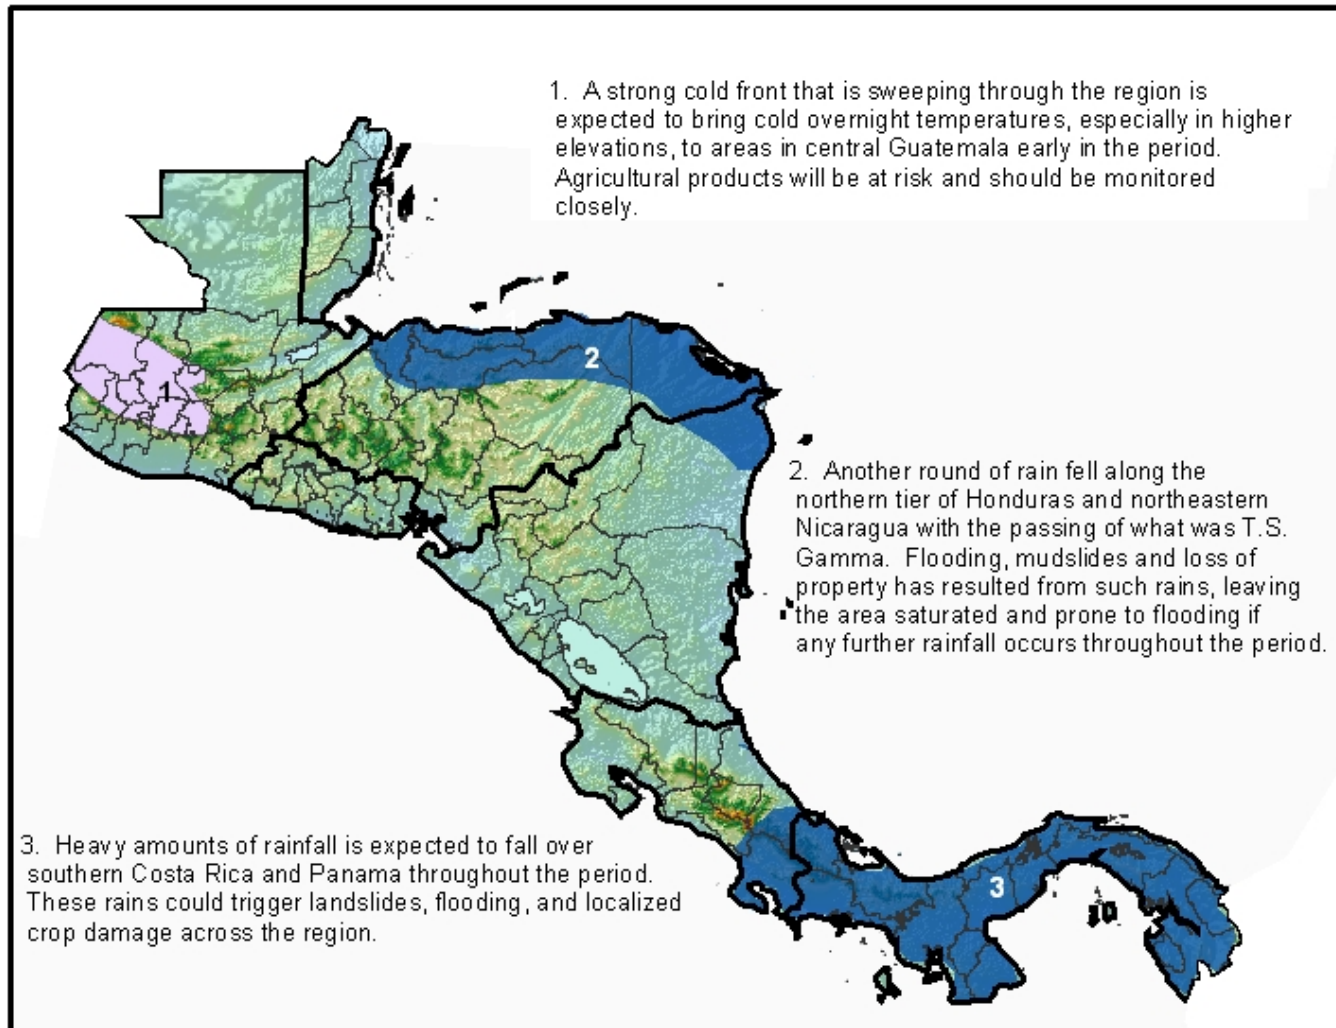 1.  A strong cold front that is sweeping through the region is
expected to bring cold overnight temperatures, especially in higher
elevations, to areas in central Guatemala early in the period.
Agricultural products will be at risk and should be monitored
closely.
2
1
2.  Another round of rain fell along the
northern tier of Honduras and northeastern
Nicaragua with the passing of what was T.S.
Gamma.  Flooding, mudslides and loss of
property has resulted from such rains, leaving
the area saturated and prone to flooding if
any further rainfall occurs throughout the period.
3.  Heavy amounts of rainfall is expected to fall over
southern Costa Rica and Panama throughout the period.
These rains could trigger landslides, flooding, and localized
crop damage across the region.
3